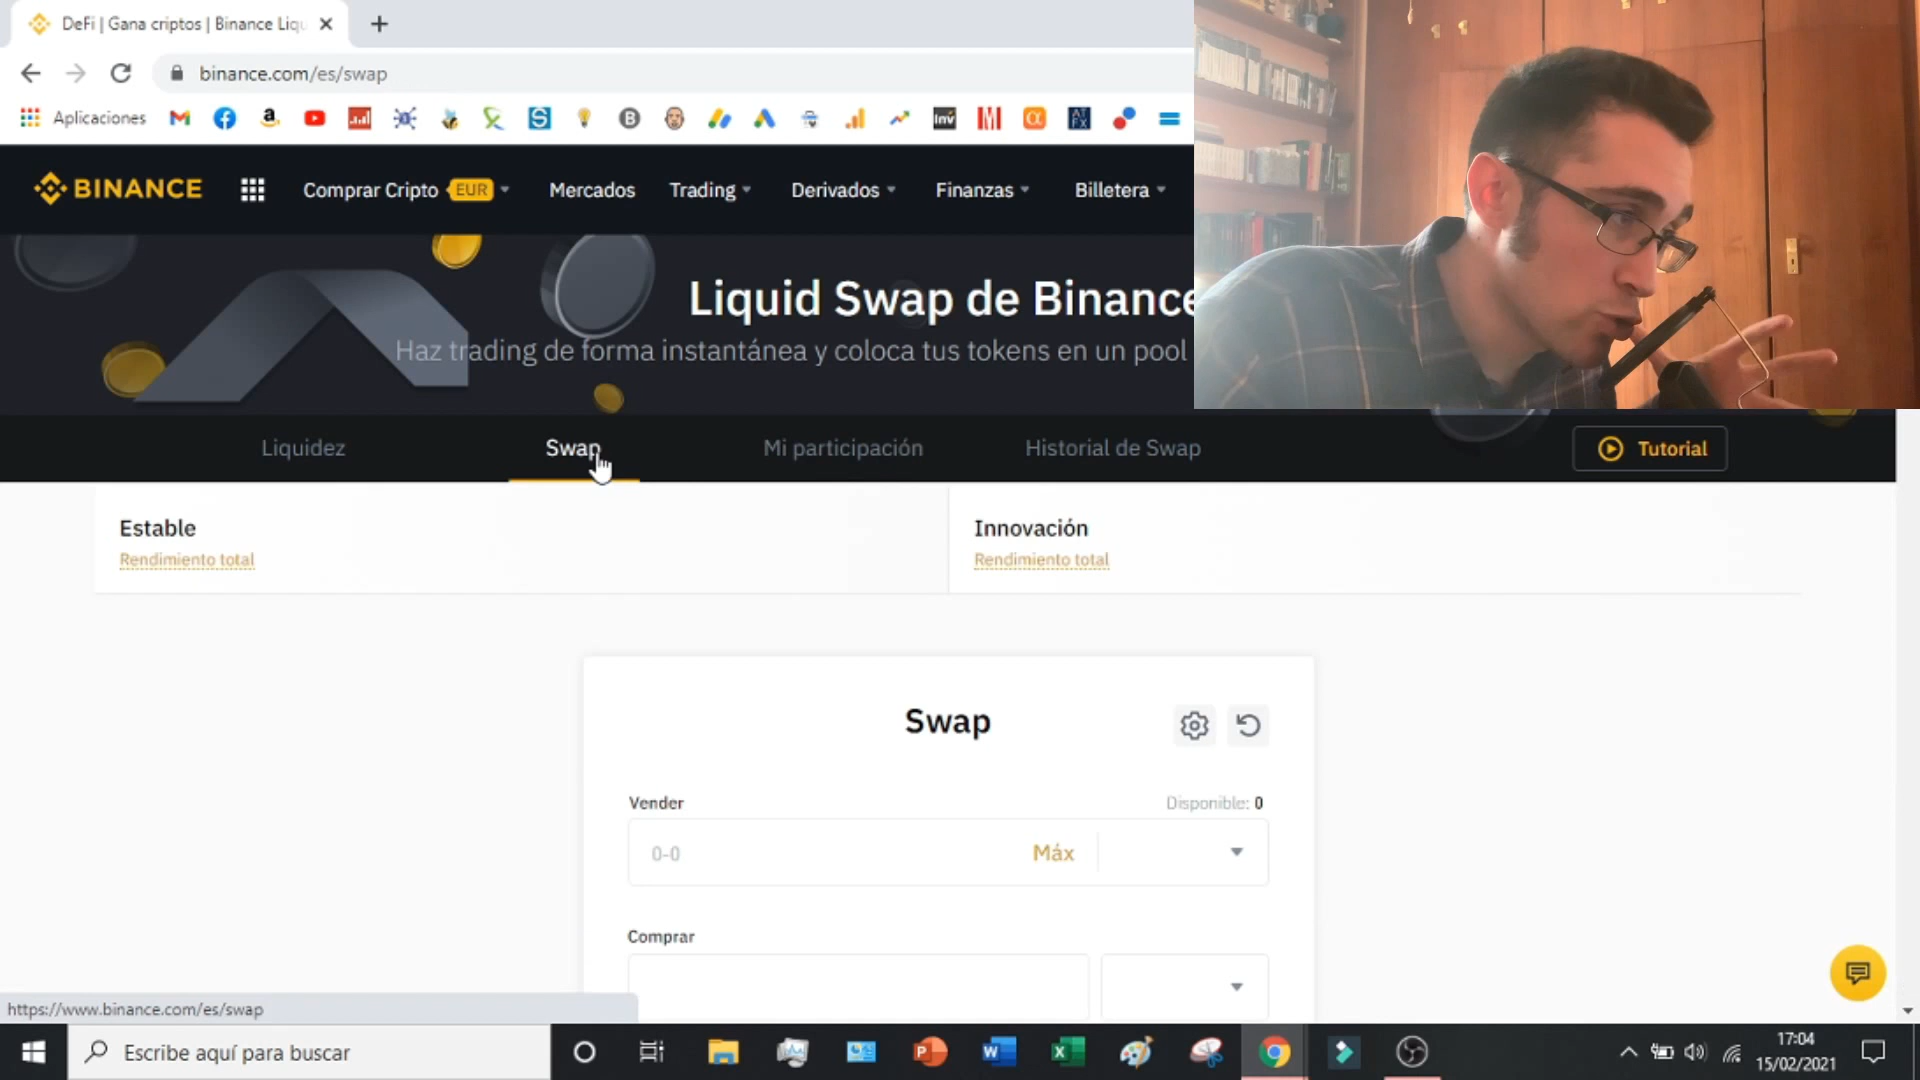 DeFi | Gana criptos | Binance Liqu
binance.com/es/swap
Aplicaciones
BINANCE
Comprar Cripto EUR
Mercados
Trading
Derivados
Finanzas
Billetera
Liquid Swap de Binance
Haz trading de forma instantánea y coloca tus tokens en un pool
Liquidez
Swap
Mi participación
Historial de Swap
Tutorial
Estable
Rendimiento total
Innovación
Rendimiento total
Swap
Vender
Disponible: 0
0-0
Máx
Comprar
https://www.binance.com/es/swap
Escribe aquí para buscar
17:04
15/02/2021